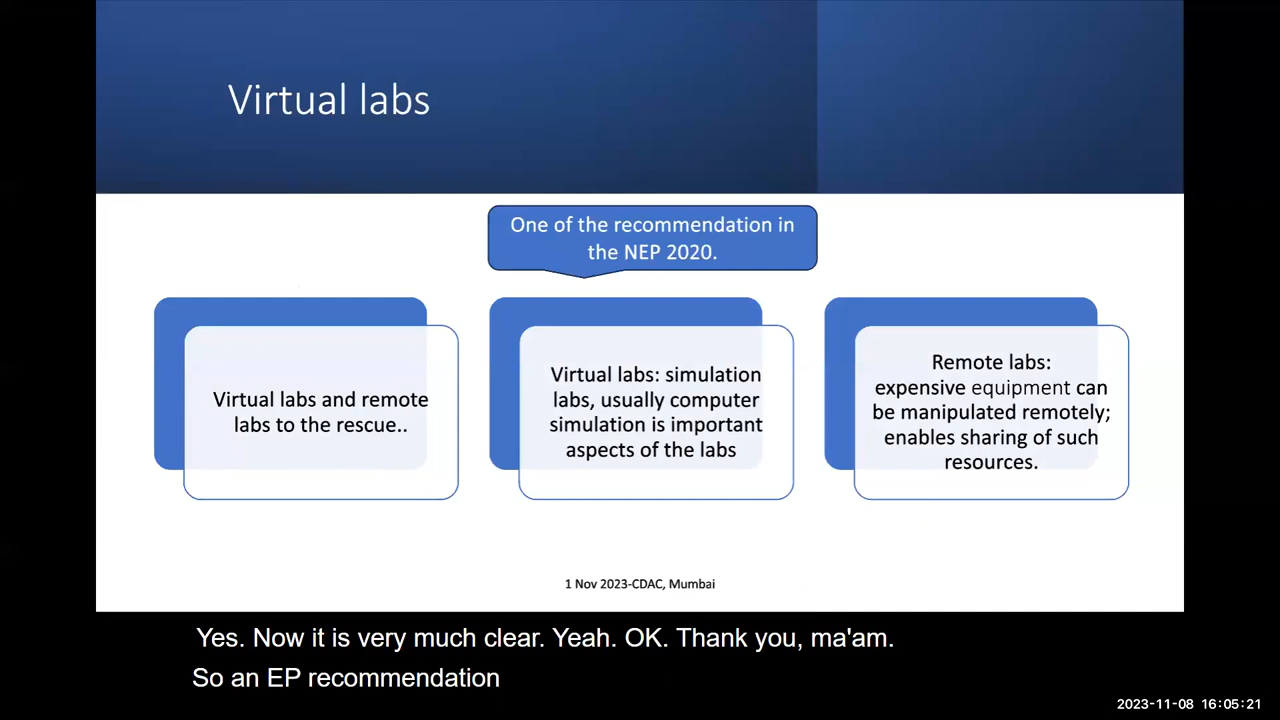 Virtual labs
One of the recommendation in
the NEP 2020.
Virtual labs and remote
labs to the rescue..
Virtual labs: simulation
labs, usually computer
simulation is important
aspects of the labs
Remote labs:
expensive equipment can
be manipulated remotely;
enables sharing of such
resources.
1 Nov 2023-CDAC, Mumbai
Yes. Now it is very much clear. Yeah. OK. Thank you, ma'am.
So an EP recommendation
2023-11-08 16:05:21